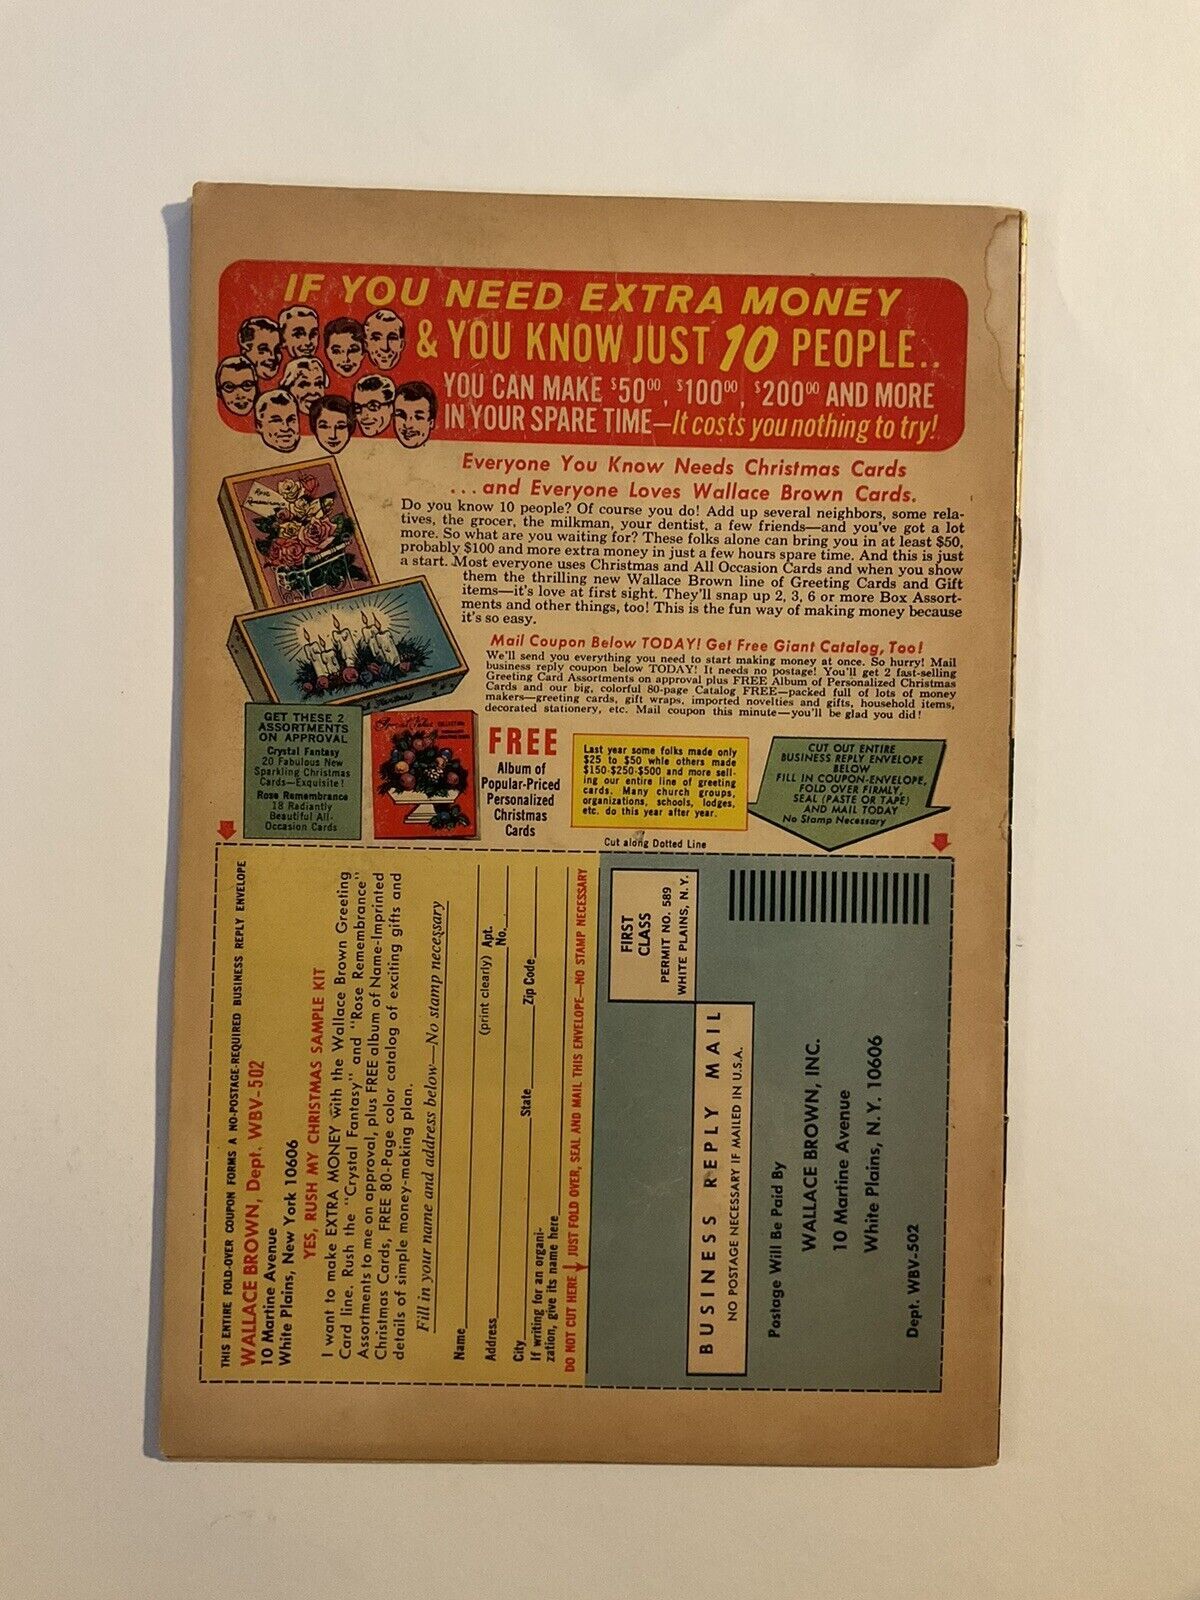 IF YOU NEED EXTRA MONEY
& YOU KNOW JUST 10 PEOPLE..
YOU CAN MAKE $50⁰⁰, $100⁰⁰, $200⁰⁰ AND MORE
IN YOUR SPARE TIME—It costs you nothing to try!
Everyone You Know Needs Christmas Cards
...and Everyone Loves Wallace Brown Cards.
Do you know 10 people? Of course you do! Add up several neighbors, some rela-
tives, the grocer, the milkman, your dentist, a few friends—and you've got a lot
more. So what are you waiting for? These folks alone can bring you in at least $50,
probably $100 and more extra money in just a few hours spare time. And this is just
a start. Most everyone uses Christmas and All Occasion Cards and when you show
them the thrilling new Wallace Brown line of Greeting Cards and Gift
items—it's love at first sight. They'll snap up 2, 3, 6 or more Box Assort-
ments and other things, too! This is the fun way of making money because
it's so easy.
Rose
Remembrance
Mail Coupon Below TODAY! Get Free Giant Catalog, Too!
We'll send you everything you need to start making money at once. So hurry! Mail
business reply coupon below TODAY! It needs no postage! You'll get 2 fast-selling
Greeting Card Assortments on approval plus FREE Album of Personalized Christmas
Cards and our big, colorful 80-page Catalog FREE—packed full of lots of money
makers—greeting cards, gift wraps, imported novelties and gifts, household items,
decorated stationery, etc. Mail coupon this minute—you'll be glad you did!
GET THESE 2
ASSORTMENTS
ON APPROVAL
Crystal Fantasy
20 Fabulous New
Sparkling Christmas
Cards—Exquisite!
Rose Remembrance
18 Radiantly
Beautiful All-
Occasion Cards
Special Value COLLECTION
FREE
Album of
Popular-Priced
Personalized
Christmas
Cards
Last year some folks made only
$25 to $50 while others made
$150-$250-$500 and more sell-
ing our entire line of greeting
cards. Many church groups,
organizations, schools, lodges,
etc. do this year after year.
CUT OUT ENTIRE
BUSINESS REPLY ENVELOPE
BELOW
FILL IN COUPON-ENVELOPE,
FOLD OVER FIRMLY,
SEAL (PASTE OR TAPE)
AND MAIL TODAY
No Stamp Necessary
Cut along Dotted Line
THIS ENTIRE FOLD-OVER COUPON FORMS A NO-POSTAGE-REQUIRED BUSINESS REPLY ENVELOPE
WALLACE BROWN, Dept. WBV-502
10 Martine Avenue
White Plains, New York 10606
YES, RUSH MY CHRISTMAS SAMPLE KIT
I want to make EXTRA MONEY with the Wallace Brown Greeting
Card line. Rush the "Crystal Fantasy" and "Rose Remembrance"
Assortments to me on approval, plus FREE album of Name-Imprinted
Christmas Cards, FREE 80-Page color catalog of exciting gifts and
details of simple money-making plan.
Fill in your name and address below—No stamp necessary
Name
(print clearly) Apt.
Address No.
City State Zip Code
If writing for an organi-
zation, give its name here
DO NOT CUT HERE JUST FOLD OVER, SEAL AND MAIL THIS ENVELOPE—NO STAMP NECESSARY
FIRST
CLASS
PERMIT NO. 589
WHITE PLAINS, N.Y.
BUSINESS REPLY MAIL
NO POSTAGE NECESSARY IF MAILED IN U.S.A.
Postage Will Be Paid By
WALLACE BROWN, INC.
10 Martine Avenue
White Plains, N.Y. 10606
Dept. WBV-502